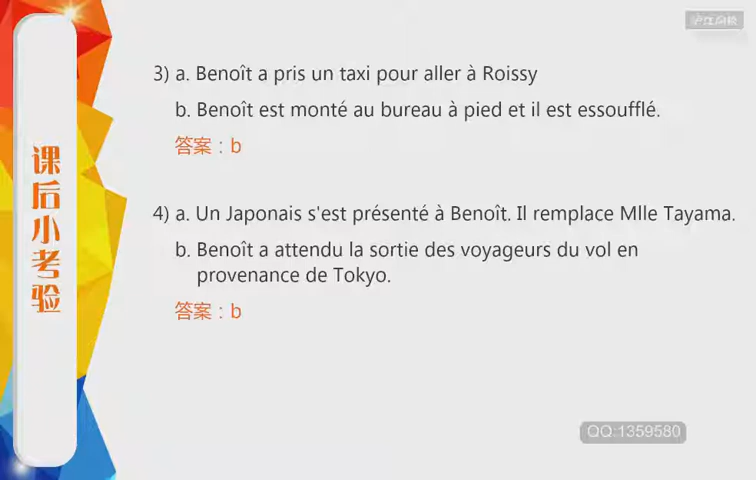 3) a. Benoît a pris un taxi pour aller à Roissy
b. Benoît est monté au bureau à pied et il est essoufflé.
答案：b
4) a. Un Japonais s'est présenté à Benoît. Il remplace Mlle Tayama.
b. Benoît a attendu la sortie des voyageurs du vol en
provenance de Tokyo.
答案：b
课后小考验
QQ:1359580